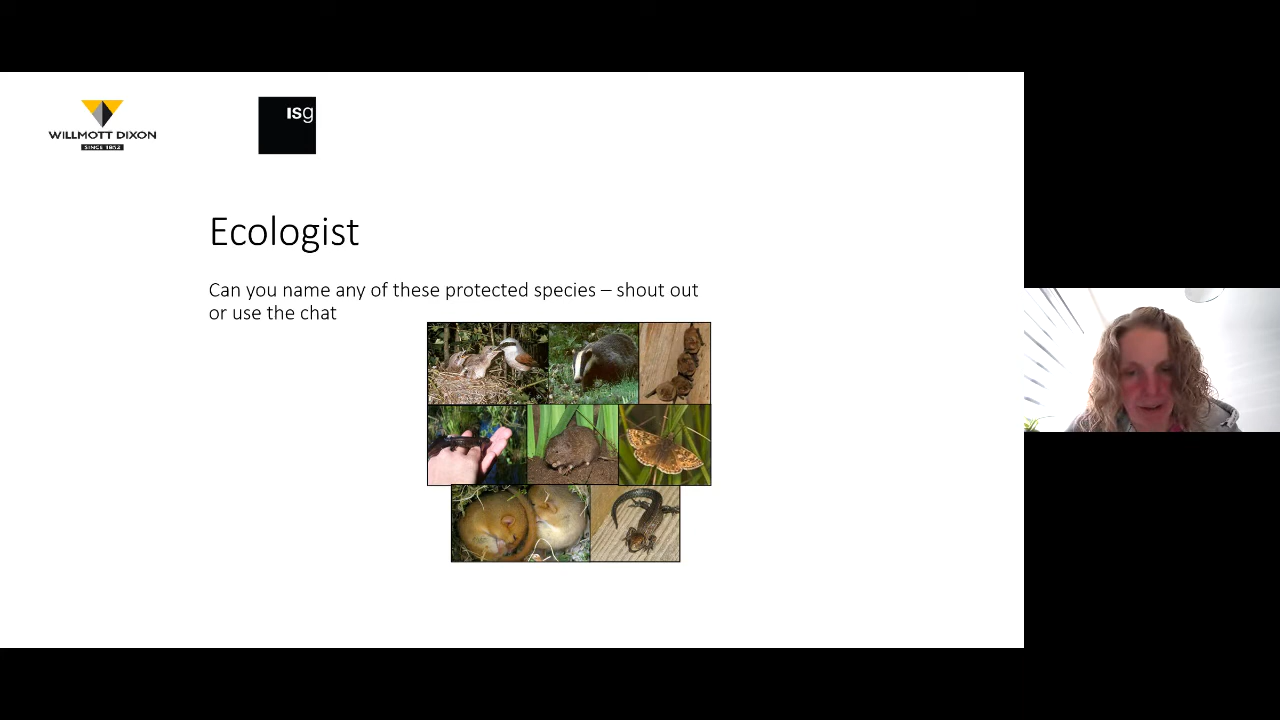 WILLMOTT DIXON
SINCE 1852
ISg
Ecologist
Can you name any of these protected species – shout out
or use the chat